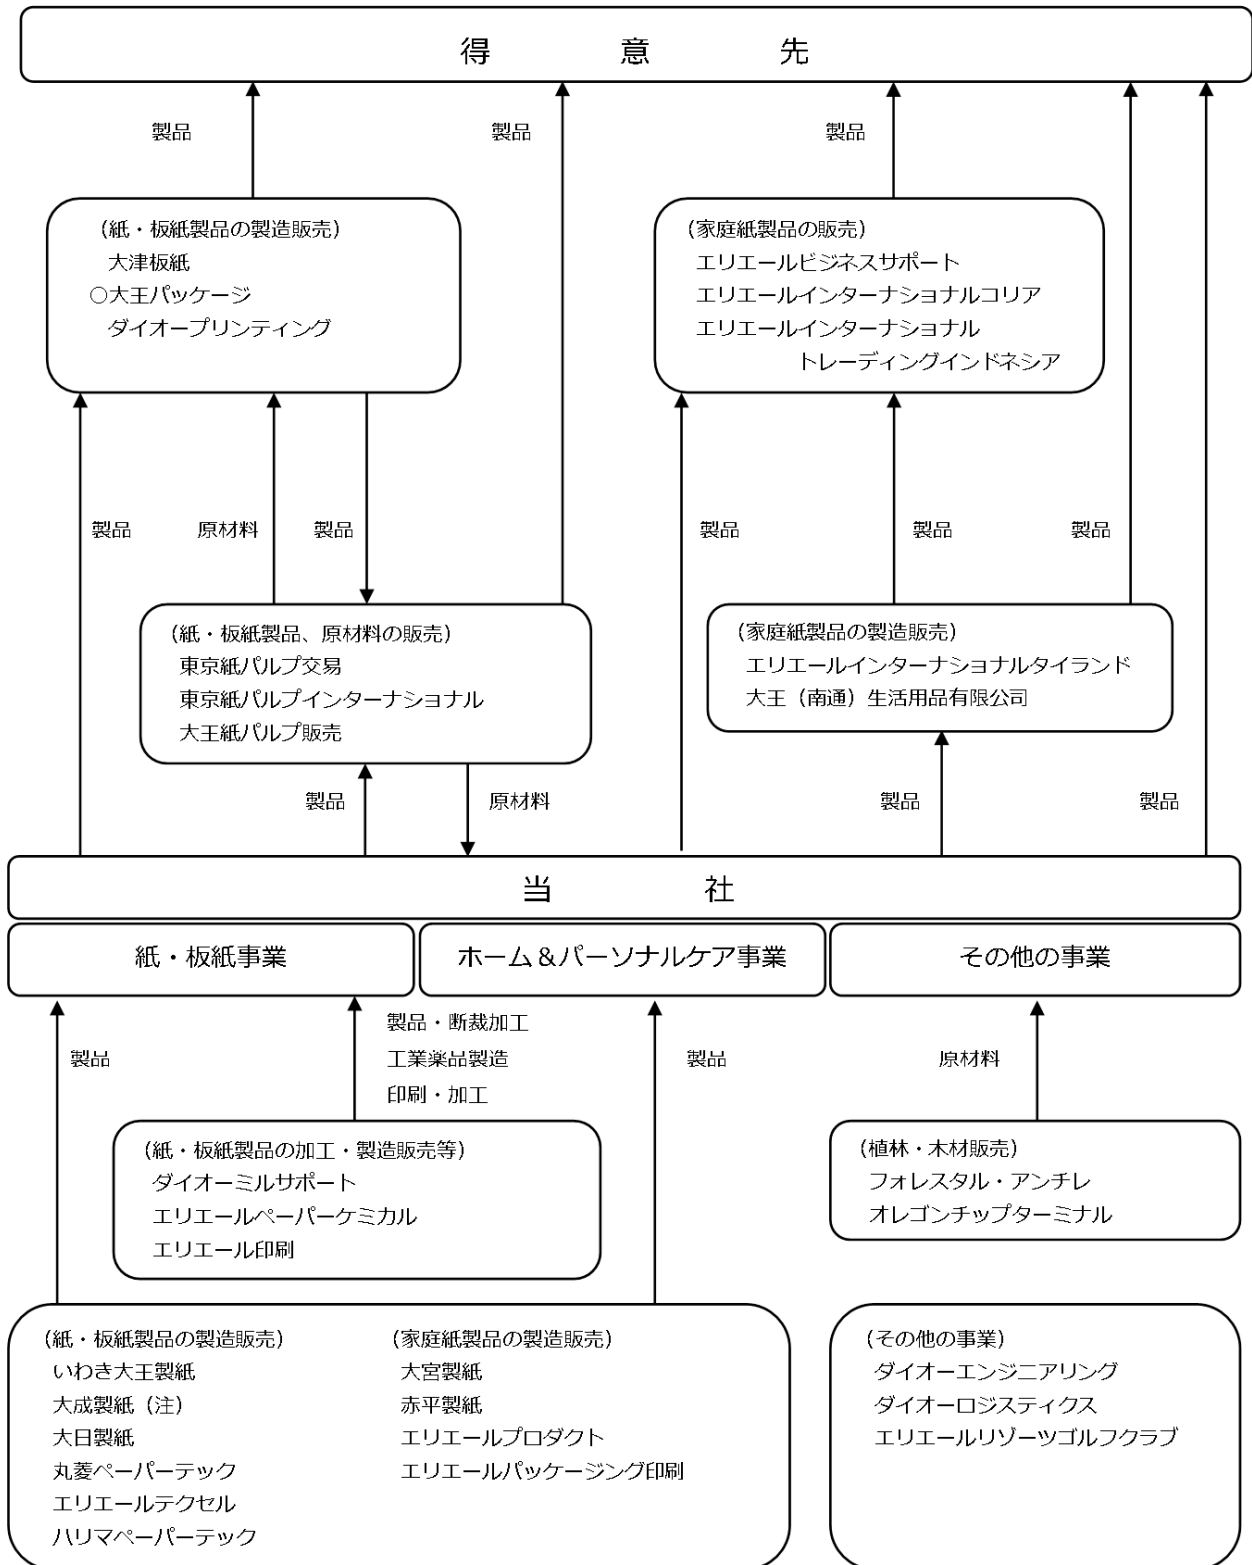 得意先
製品
製品
製品
(紙・板紙製品の製造販売)
大津板紙
○大王パッケージ
ダイオープリンティング
(家庭紙製品の販売)
エリエールビジネスサポート
エリエールインターナショナルコリア
エリエールインターナショナル
トレーディングインドネシア
製品
原材料
製品
製品
製品
製品
(紙・板紙製品、原材料の販売)
東京紙パルプ交易
東京紙パルプインターナショナル
大王紙パルプ販売
(家庭紙製品の製造販売)
エリエールインターナショナルタイランド
大王(南通)生活用品有限公司
製品
原材料
製品
製品
当社
紙・板紙事業
ホーム&パーソナルケア事業
その他の事業
製品
製品・断裁加工
工業薬品製造
印刷・加工
製品
原材料
(紙・板紙製品の加工・製造販売等)
ダイオーミルサポート
エリエールペーパーケミカル
エリエール印刷
(植林・木材販売)
フォレスタル・アンチレ
オレゴンチップターミナル
(紙・板紙製品の製造販売)
いわき大王製紙
大成製紙(注)
大日製紙
丸菱ペーパーテック
エリエールテクセル
ハリマペーパーテック
(家庭紙製品の製造販売)
大宮製紙
赤平製紙
エリエールプロダクト
エリエールパッケージング印刷
(その他の事業)
ダイオーエンジニアリング
ダイオーロジスティクス
エリエールリゾーツゴルフクラブ